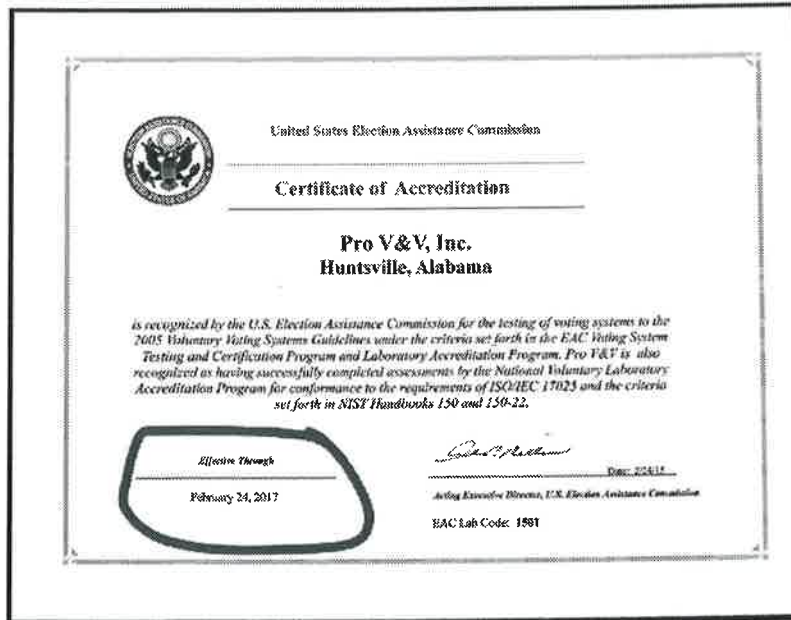 United States Election Assistance Commission
Certificate of Accreditation
Pro V&V, Inc.
Huntsville, Alabama
is recognized by the U.S. Election Assistance Commission for the testing of voting systems to the
2005 Voluntary Voting Systems Guidelines under the criteria set forth in the EAC Voting System
Testing and Certification Program and Laboratory Accreditation Program. Pro V&V is also
recognized as having successfully completed assessments by the National Voluntary Laboratory
Accreditation Program for conformance to the requirements of ISO/IEC 17025 and the criteria
set forth in NIST Handbooks 150 and 150-22.
Effective Through
February 24, 2017
Date: 2/24/15
Acting Executive Director, U.S. Election Assistance Commission
EAC Lab Code: 1501